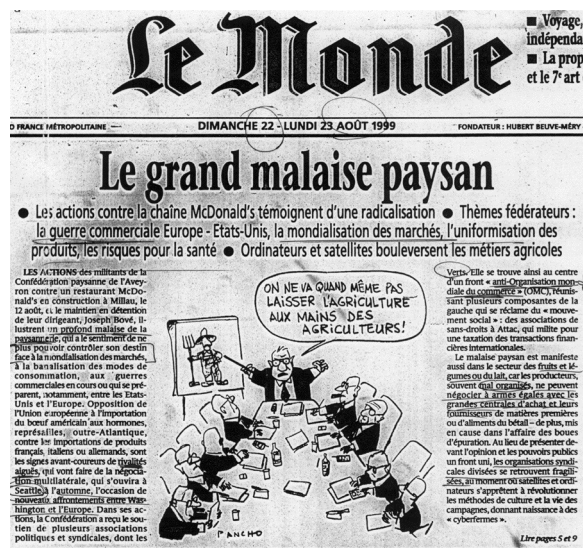 Le Monde
■ Voyage,
indépenda
■ La prop
et le 7ᵉ art
O FRANCE MÉTROPOLITAINE —
DIMANCHE 22 - LUNDI 23 AOÛT 1999
FONDATEUR : HUBERT BEUVE-MÉRY
Le grand malaise paysan
● Les actions contre la chaîne McDonald's témoignent d'une radicalisation ● Thèmes fédérateurs :
la guerre commerciale Europe - Etats-Unis, la mondialisation des marchés, l'uniformisation des
produits, les risques pour la santé ● Ordinateurs et satellites bouleversent les métiers agricoles
LES ACTIONS des militants de la
Confédération paysanne de l'Avey-
ron contre un restaurant McDo-
nald's en construction à Millau, le
12 août, et le maintien en détention
de leur dirigeant, Joseph Bové, il-
lustrent un profond malaise de la
paysannerie, qui a le sentiment de ne
plus pouvoir contrôler son destin
face à la mondialisation des marchés,
à la banalisation des modes de
consommation, aux guerres
commerciales en cours ou qui se pré-
parent, notamment, entre les Etats-
Unis et l'Europe. Opposition de
l'Union européenne à l'importation
du bœuf américain aux hormones,
représailles, outre-Atlantique,
contre les importations de produits
français, italiens ou allemands, sont
les signes avant-coureurs de rivalités
aiguës, qui vont faire de la négocia-
tion multilatérale, qui s'ouvrira à
Seattle à l'automne, l'occasion de
nouveaux affrontements entre Was-
hington et l'Europe. Dans ses ac-
tions, la Confédération a reçu le sou-
tien de plusieurs associations
politiques et syndicales, dont les
ON NE VA QUAND MÊME PAS
LAISSER L'AGRICULTURE
AUX MAINS DES
AGRICULTEURS!
PANCHO
Verts. Elle se trouve ainsi au centre
d'un front « anti-Organisation mon-
diale du commerce » (OMC), réunis-
sant plusieurs composantes de la
gauche qui se réclame du « mouve-
ment social » : des associations de
sans-droits à Attac, qui milite pour
une taxation des transactions finan-
cières internationales.
Le malaise paysan est manifeste
aussi dans le secteur des fruits et lé-
gumes ou du lait, car les producteurs,
souvent mal organisés, ne peuvent
négocier à armes égales avec les
grandes centrales d'achat et leurs
fournisseurs de matières premières
ou d'aliments du bétail – de plus, mis
en cause dans l'affaire des boues
d'épuration. Au lieu de présenter de-
vant l'opinion et les pouvoirs publics
un front uni, les organisations syndi-
cales divisées se retrouvent fragili-
sées, au moment où satellites et ordi-
nateurs s'apprêtent à révolutionner
les méthodes de culture et la vie des
campagnes, donnant naissance à des
« cyberfermes ».
Lire pages 5 et 9